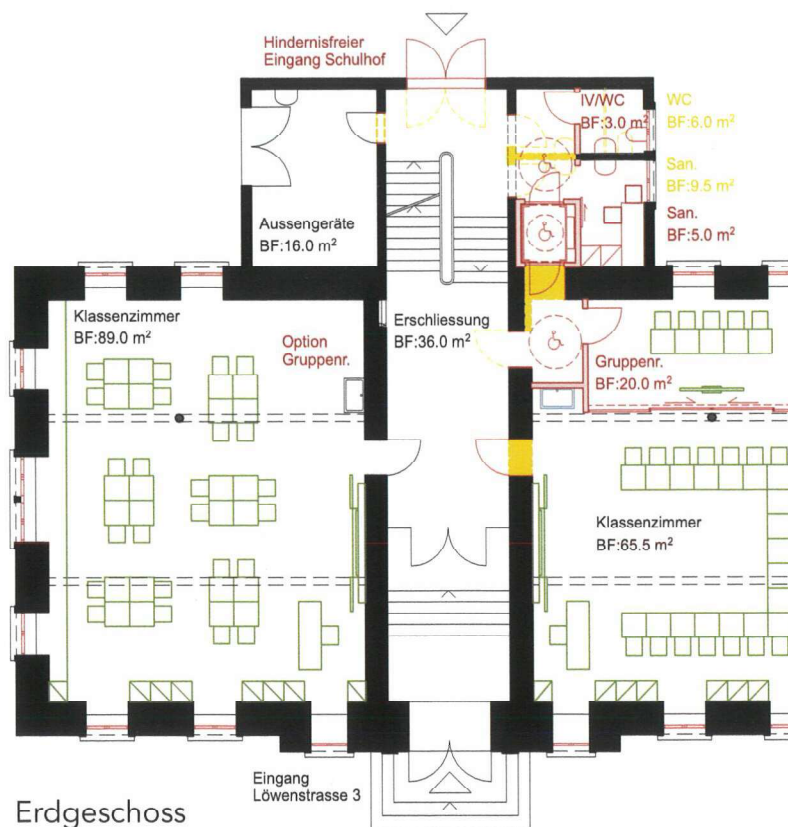 Hindernisfreier
Eingang Schulhof
IV/WC
BF:3.0 m²
WC
BF:6.0 m²
San.
BF:9.5 m²
San.
BF:5.0 m²
Aussengeräte
BF:16.0 m²
Klassenzimmer
BF:89.0 m²
Option
Gruppenr.
Erschliessung
BF:36.0 m²
Gruppenr.
BF:20.0 m²
Klassenzimmer
BF:65.5 m²
Eingang
Löwenstrasse 3
Erdgeschoss